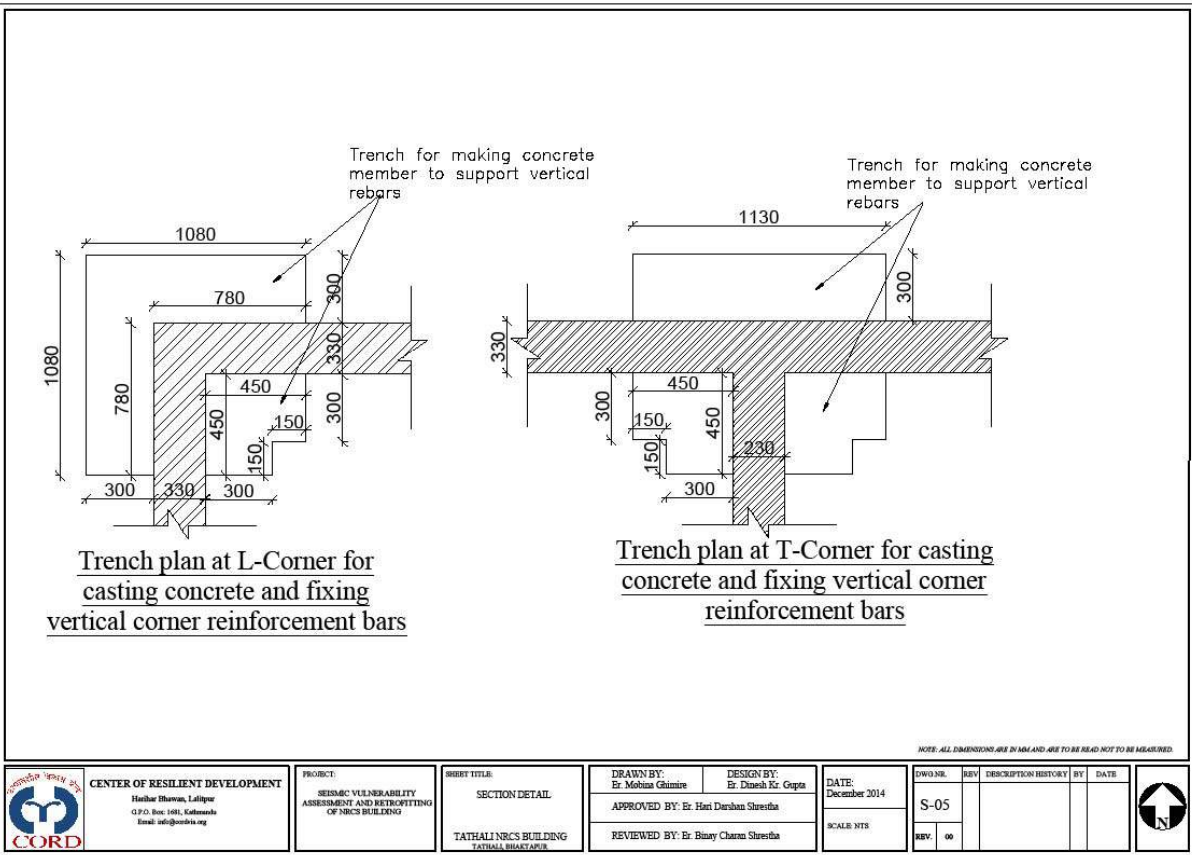 Trench for making concrete
member to support vertical
rebars
1080
780
300
330
1080
780
450
450
300
150
150
300
330
300
Trench plan at L-Corner for
casting concrete and fixing
vertical corner reinforcement bars
Trench for making concrete
member to support vertical
rebars
1130
300
330
450
300
150
450
150
230
300
Trench plan at T-Corner for casting
concrete and fixing vertical corner
reinforcement bars
NOTE: ALL DIMENSIONS ARE IN MM AND ARE TO BE READ NOT TO BE MEASURED.
CORD
CENTER OF RESILIENT DEVELOPMENT
Harihar Bhawan, Lalitpur
G.P.O. Box: 1681, Kathmandu
Email: info@cordvis.org
PROJECT:
SEISMIC VULNERABILITY
ASSESSMENT AND RETROFITTING
OF NRCS BUILDING
SHEET TITLE:
SECTION DETAIL
TATHALI NRCS BUILDING
TATHALI, BHAKTAPUR
DRAWN BY:
Er. Mobina Ghimire
DESIGN BY:
Er. Dinesh Kr. Gupta
APPROVED BY: Er. Hari Darshan Shrestha
REVIEWED BY: Er. Binay Charan Shrestha
DATE:
December 2014
SCALE: NTS
DWG.NR. REV DESCRIPTION HISTORY BY DATE
S-05
REV. 00
N